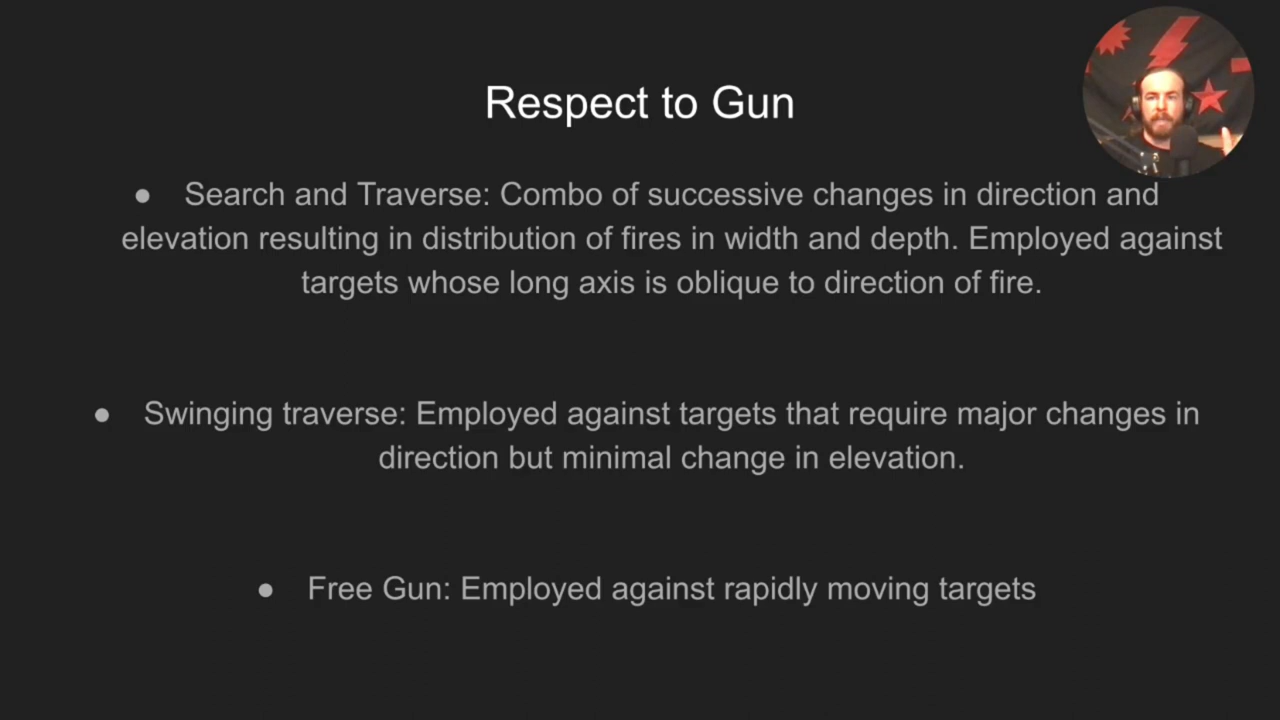 Respect to Gun
● Search and Traverse: Combo of successive changes in direction and
elevation resulting in distribution of fires in width and depth. Employed against
targets whose long axis is oblique to direction of fire.
● Swinging traverse: Employed against targets that require major changes in
direction but minimal change in elevation.
● Free Gun: Employed against rapidly moving targets